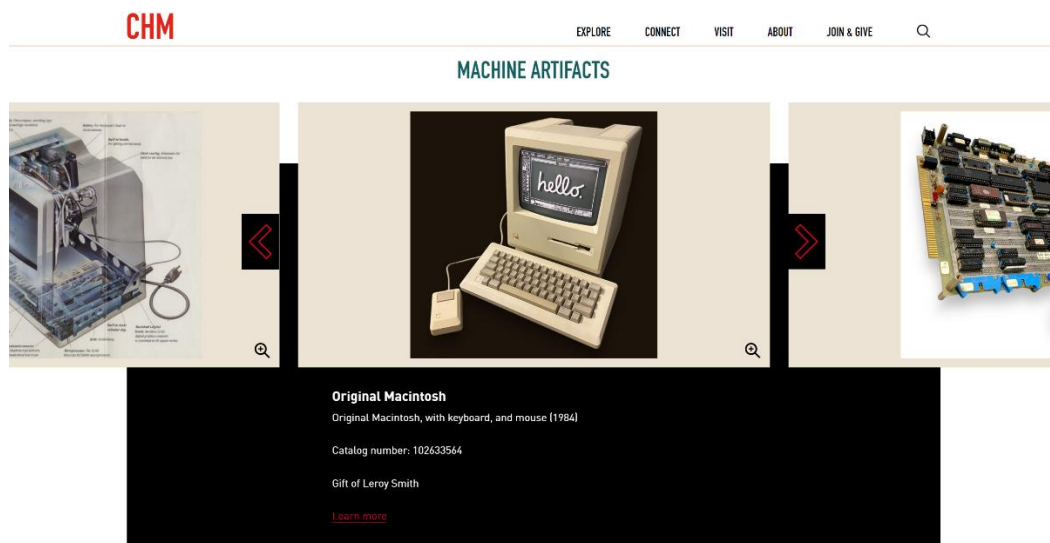 CHM
EXPLORE CONNECT VISIT ABOUT JOIN & GIVE
MACHINE ARTIFACTS
hello.
Original Macintosh
Original Macintosh, with keyboard, and mouse (1984)
Catalog number: 102633564
Gift of Leroy Smith
Learn more